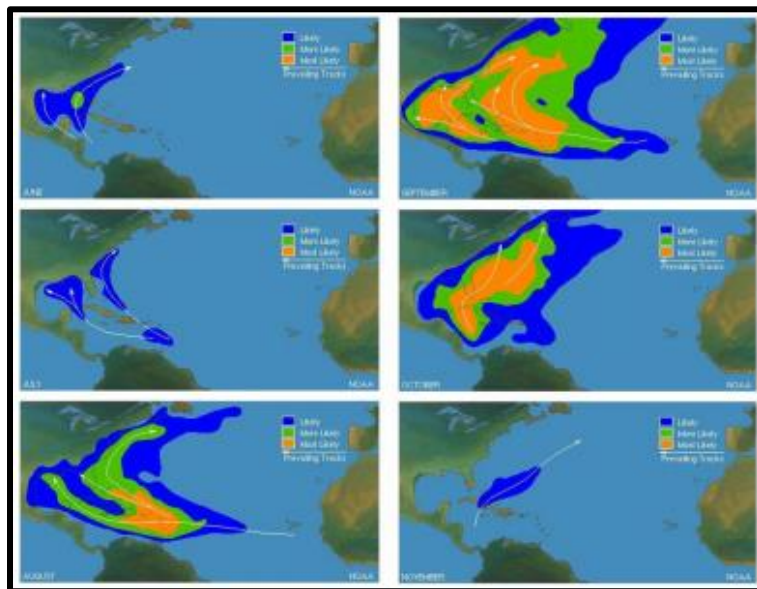 Likely
More Likely
Most Likely
Prevailing Tracks
JUNE
NOAA
Likely
More Likely
Most Likely
Prevailing Tracks
SEPTEMBER
NOAA
Likely
More Likely
Most Likely
Prevailing Tracks
JULY
NOAA
Likely
More Likely
Most Likely
Prevailing Tracks
OCTOBER
NOAA
Likely
More Likely
Most Likely
Prevailing Tracks
AUGUST
NOAA
Likely
More Likely
Most Likely
Prevailing Tracks
NOVEMBER
NOAA